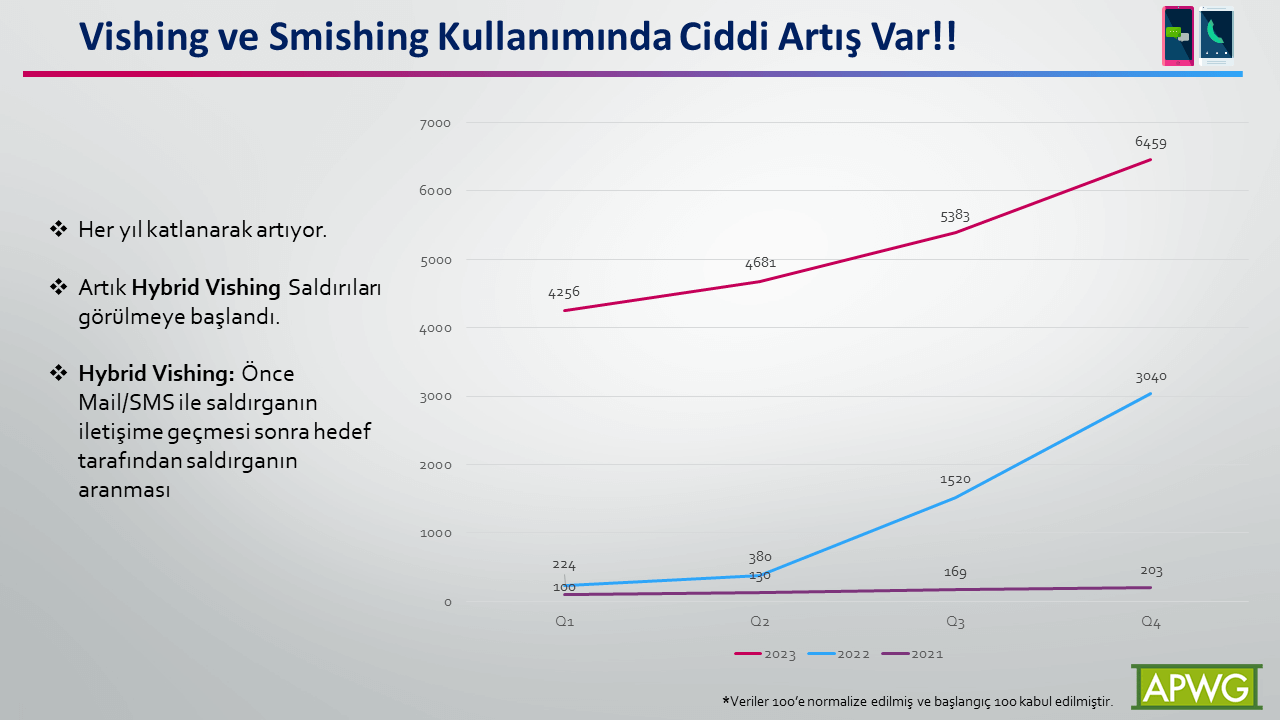 Vishing ve Smishing Kullanımında Ciddi Artış Var!!
❖ Her yıl katlanarak artıyor.
❖ Artık Hybrid Vishing Saldırıları
görülmeye başlandı.
❖ Hybrid Vishing: Önce
Mail/SMS ile saldırganın
iletişime geçmesi sonra hedef
tarafından saldırganın
aranması
7000
6000
5000
4000
3000
2000
1000
0
4256
4681
5383
6459
224
380
1520
3040
100
130
169
203
Q1 Q2 Q3 Q4
2023 2022 2021
*Veriler 100'e normalize edilmiş ve başlangıç 100 kabul edilmiştir.
APWG